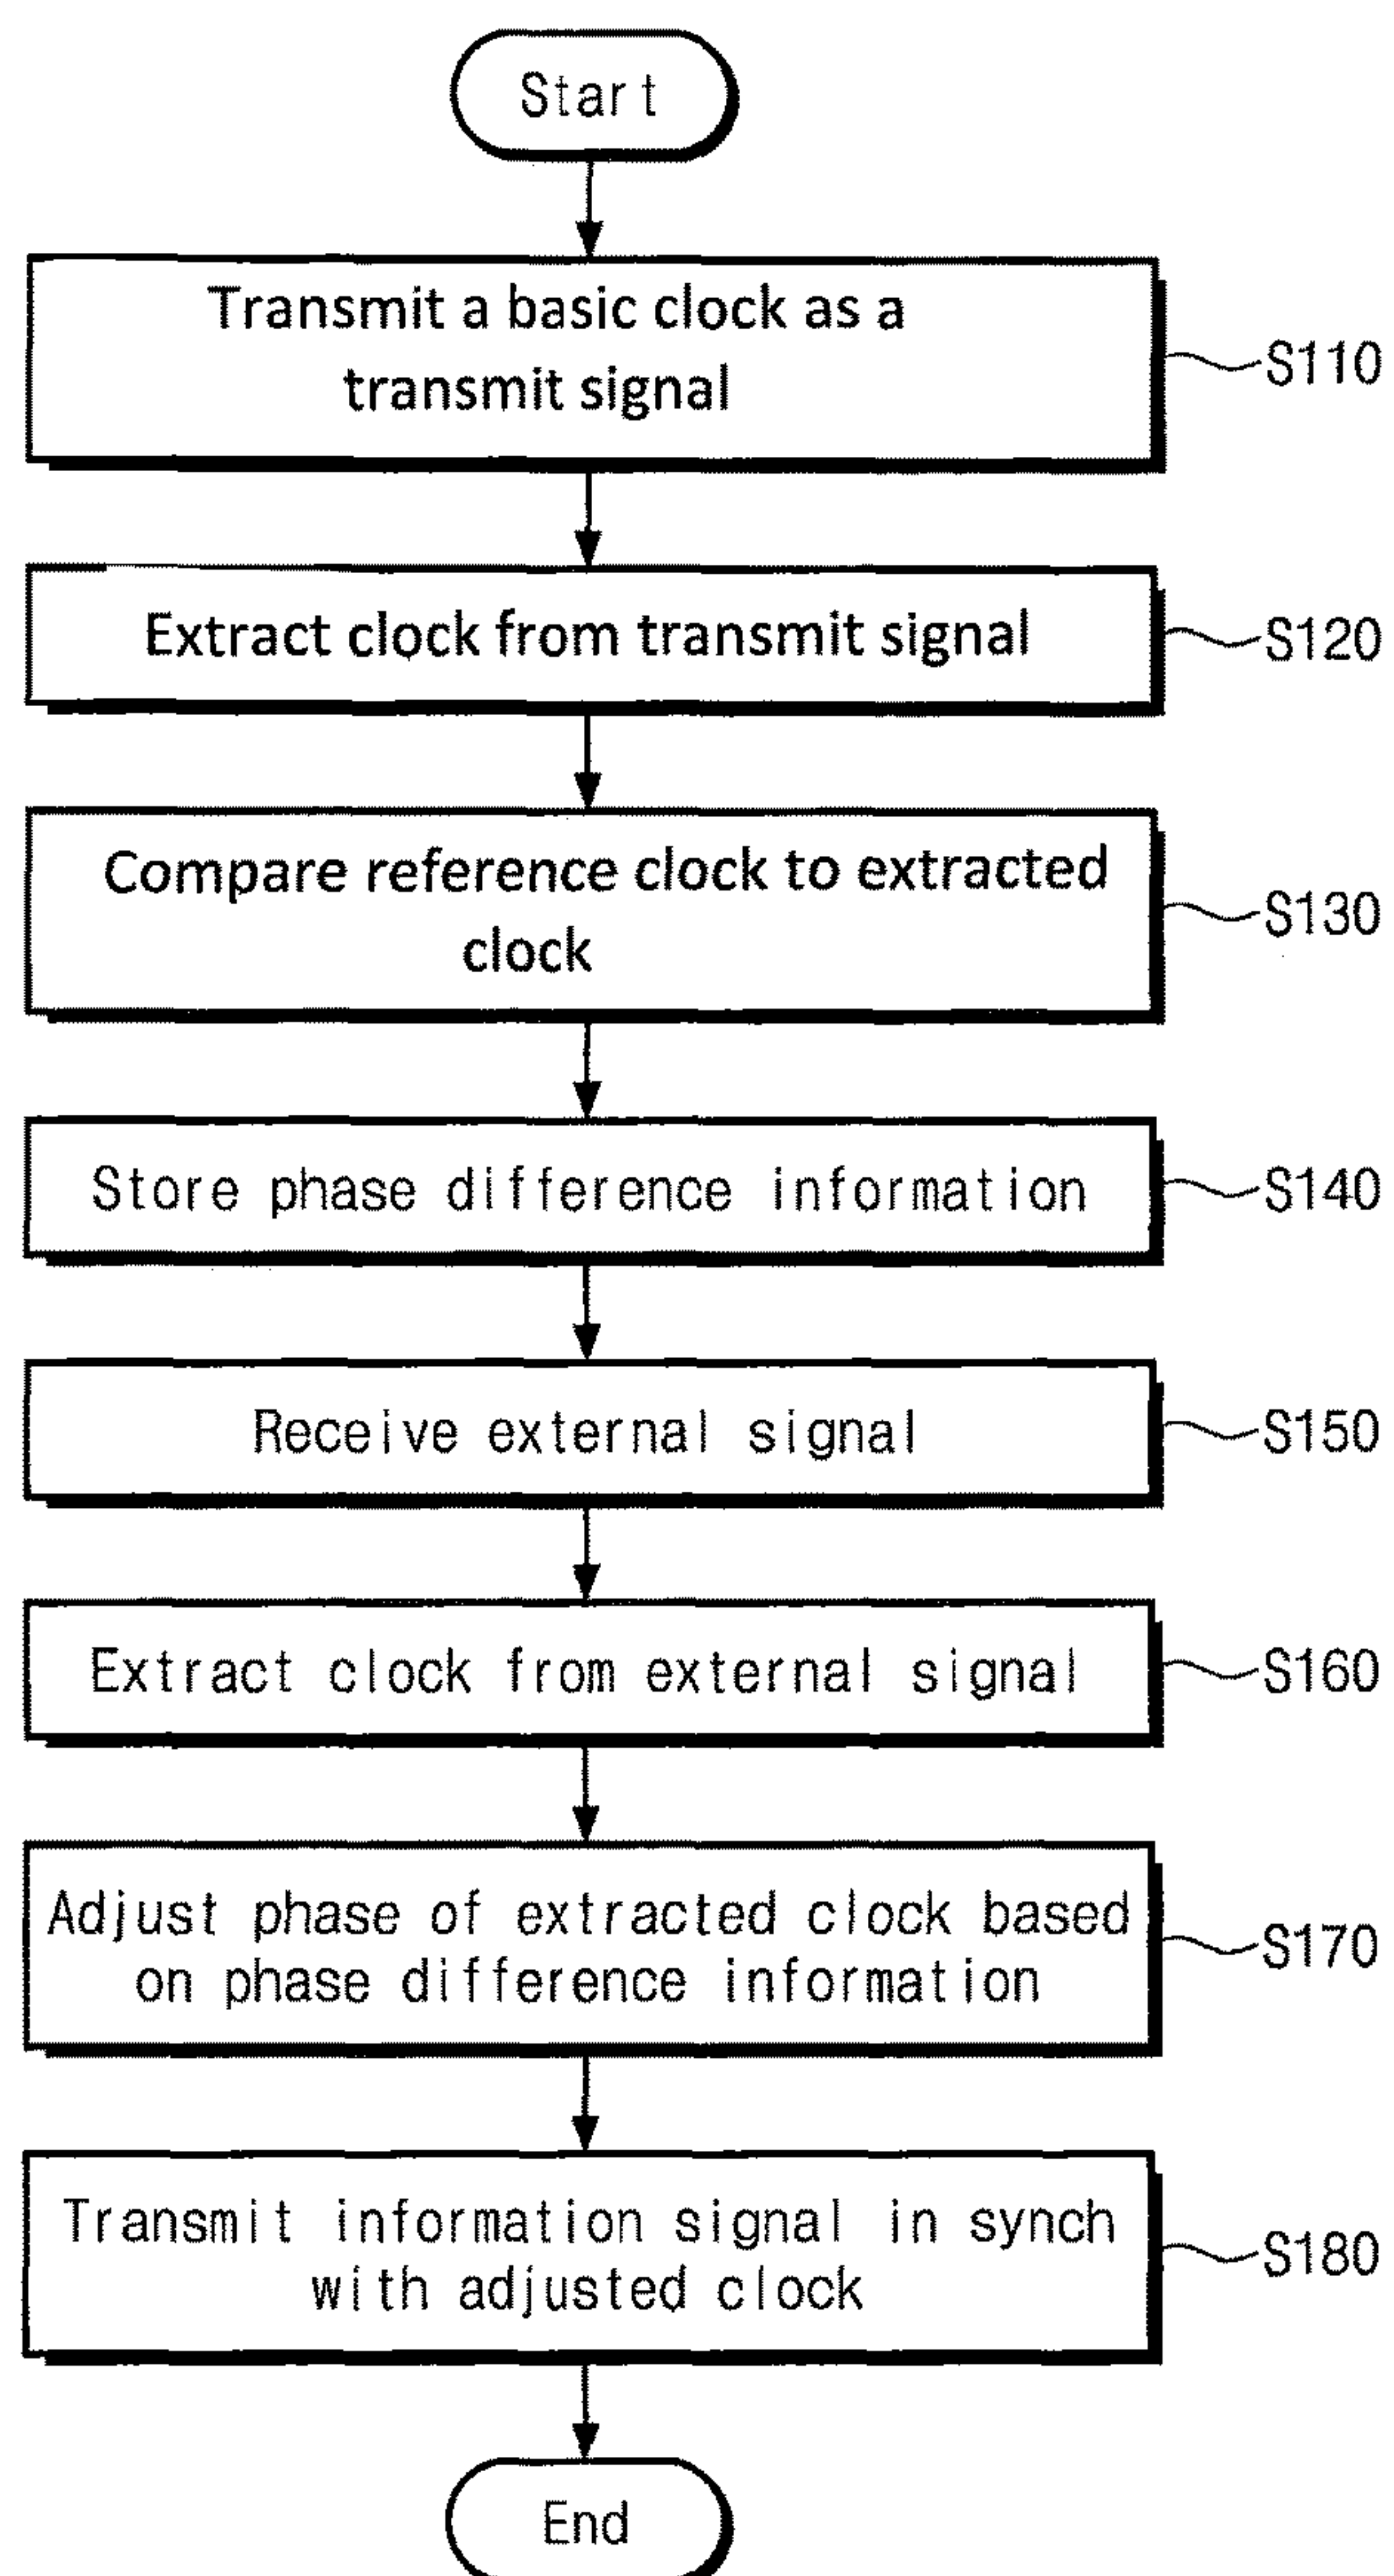 Start
Transmit a basic clock as a
transmit signal
S110
Extract clock from transmit signal
S120
Compare reference clock to extracted
clock
S130
Store phase difference information
S140
Receive external signal
S150
Extract clock from external signal
S160
Adjust phase of extracted clock based
on phase difference information
S170
Transmit information signal in synch
with adjusted clock
S180
End